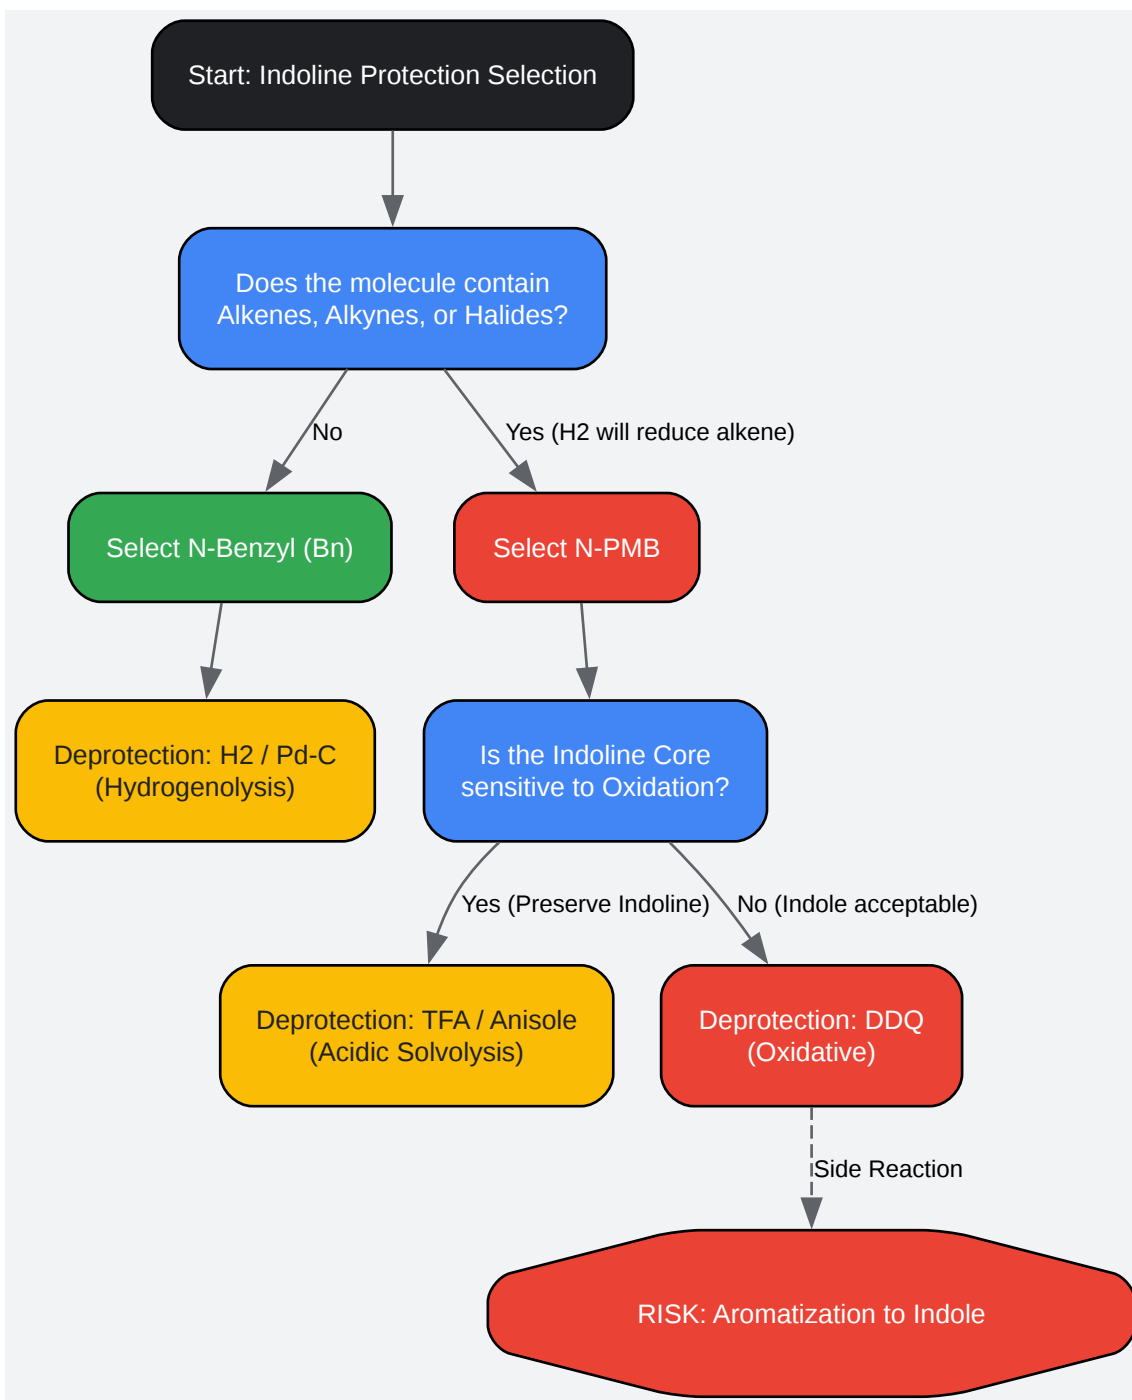 Start: Indoline Protection Selection
Does the molecule contain
Alkenes, Alkynes, or Halides?
No
Yes (H2 will reduce alkene)
Select N-Benzyl (Bn)
Select N-PMB
Deprotection: H2 / Pd-C
(Hydrogenolysis)
Is the Indoline Core
sensitive to Oxidation?
Yes (Preserve Indoline)
No (Indole acceptable)
Deprotection: TFA / Anisole
(Acidic Solvolysis)
Deprotection: DDQ
(Oxidative)
Side Reaction
RISK: Aromatization to Indole